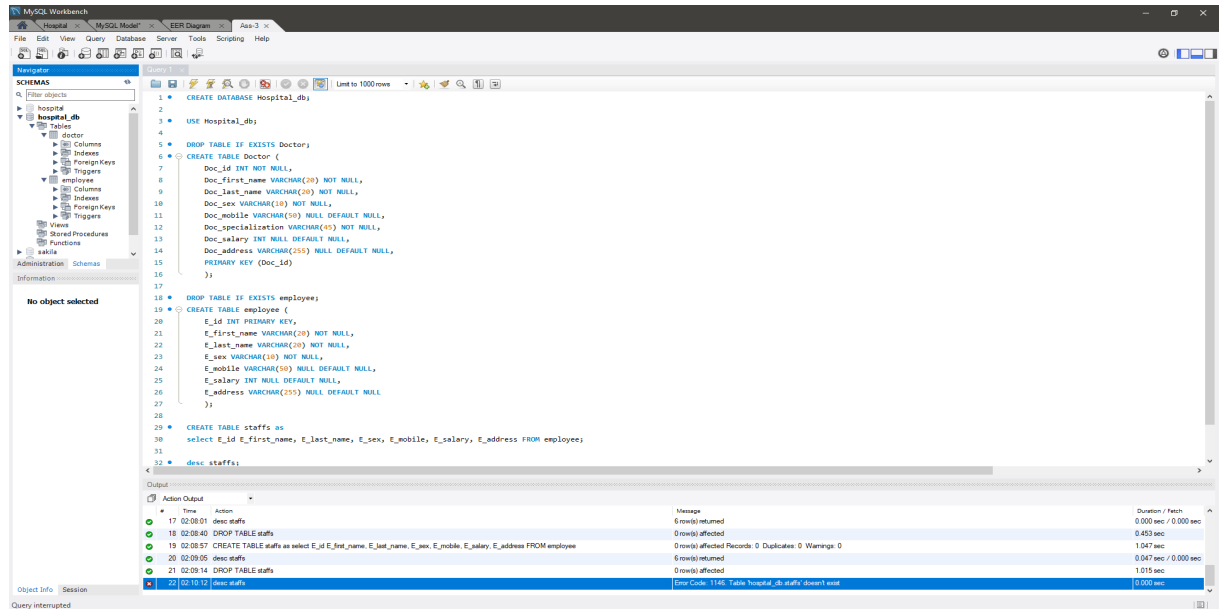 MySQL Workbench
Hospital MySQL Model* EER Diagram Ass-3
File Edit View Query Database Server Tools Scripting Help
Navigator
Query 1
SCHEMAS
Filter objects
hospital
hospital_db
Tables
doctor
Columns
Indexes
Foreign Keys
Triggers
employee
Columns
Indexes
Foreign Keys
Triggers
Views
Stored Procedures
Functions
sakila
Administration Schemas
Information
No object selected
Object Info Session
Query interrupted
Limit to 1000 rows
1 CREATE DATABASE Hospital_db;
2
3 USE Hospital_db;
4
5 DROP TABLE IF EXISTS Doctor;
6 CREATE TABLE Doctor (
7 Doc_id INT NOT NULL,
8 Doc_first_name VARCHAR(20) NOT NULL,
9 Doc_last_name VARCHAR(20) NOT NULL,
10 Doc_sex VARCHAR(10) NOT NULL,
11 Doc_mobile VARCHAR(50) NULL DEFAULT NULL,
12 Doc_specialization VARCHAR(45) NOT NULL,
13 Doc_salary INT NULL DEFAULT NULL,
14 Doc_address VARCHAR(255) NULL DEFAULT NULL,
15 PRIMARY KEY (Doc_id)
16 );
17
18 DROP TABLE IF EXISTS employee;
19 CREATE TABLE employee (
20 E_id INT PRIMARY KEY,
21 E_first_name VARCHAR(20) NOT NULL,
22 E_last_name VARCHAR(20) NOT NULL,
23 E_sex VARCHAR(10) NOT NULL,
24 E_mobile VARCHAR(50) NULL DEFAULT NULL,
25 E_salary INT NULL DEFAULT NULL,
26 E_address VARCHAR(255) NULL DEFAULT NULL
27 );
28
29 CREATE TABLE staffs as
30 select E_id E_first_name, E_last_name, E_sex, E_mobile, E_salary, E_address FROM employee;
31
32 desc staffs;
Output
Action Output
# Time Action Message Duration / Fetch
17 02:08:01 desc staffs 6 row(s) returned 0.000 sec / 0.000 sec
18 02:08:40 DROP TABLE staffs 0 row(s) affected 0.453 sec
19 02:08:57 CREATE TABLE staffs as select E_id E_first_name, E_last_name, E_sex, E_mobile, E_salary, E_address FROM employee 0 row(s) affected Records: 0 Duplicates: 0 Warnings: 0 1.047 sec
20 02:09:05 desc staffs 6 row(s) returned 0.047 sec / 0.000 sec
21 02:09:14 DROP TABLE staffs 0 row(s) affected 1.015 sec
22 02:10:12 desc staffs Error Code: 1146. Table 'hospital_db.staffs' doesn't exist 0.000 sec